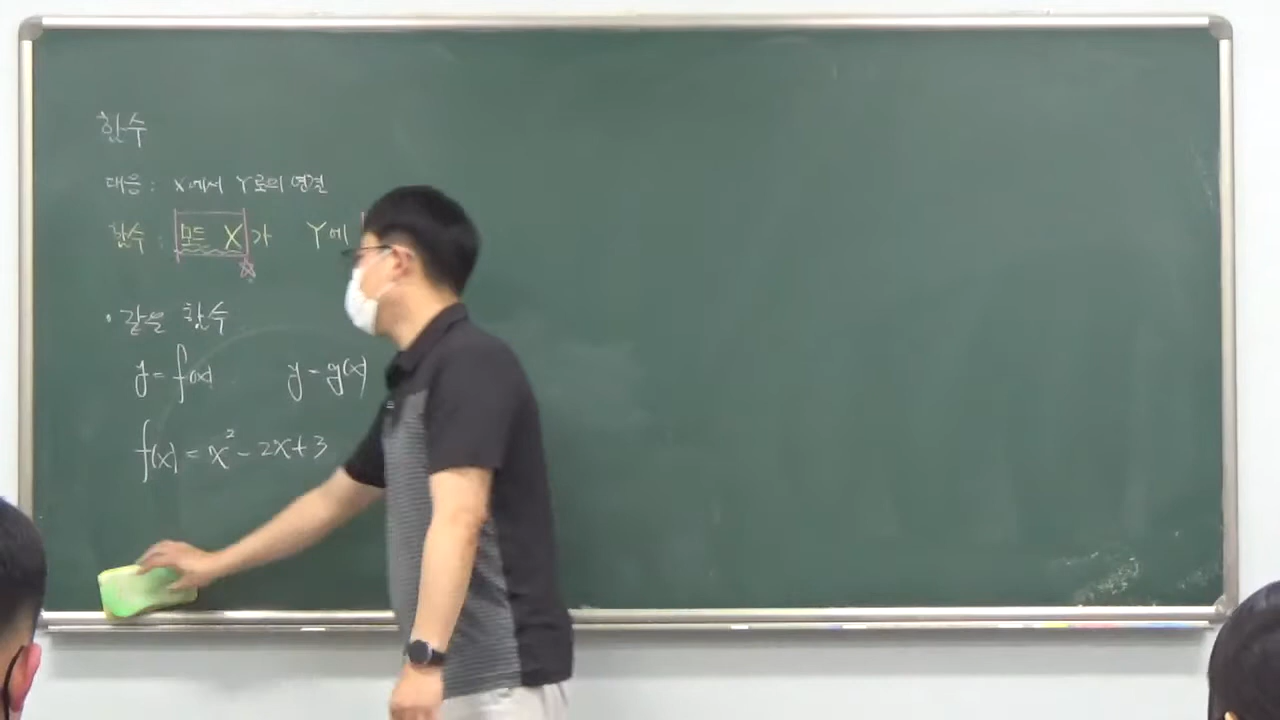 함수
대응 : X에서 Y로의 연결
함수 : 모든 X가 Y에
· 같은 함수
y = f(x) y = g(x)
f(x) = x² - 2x + 3